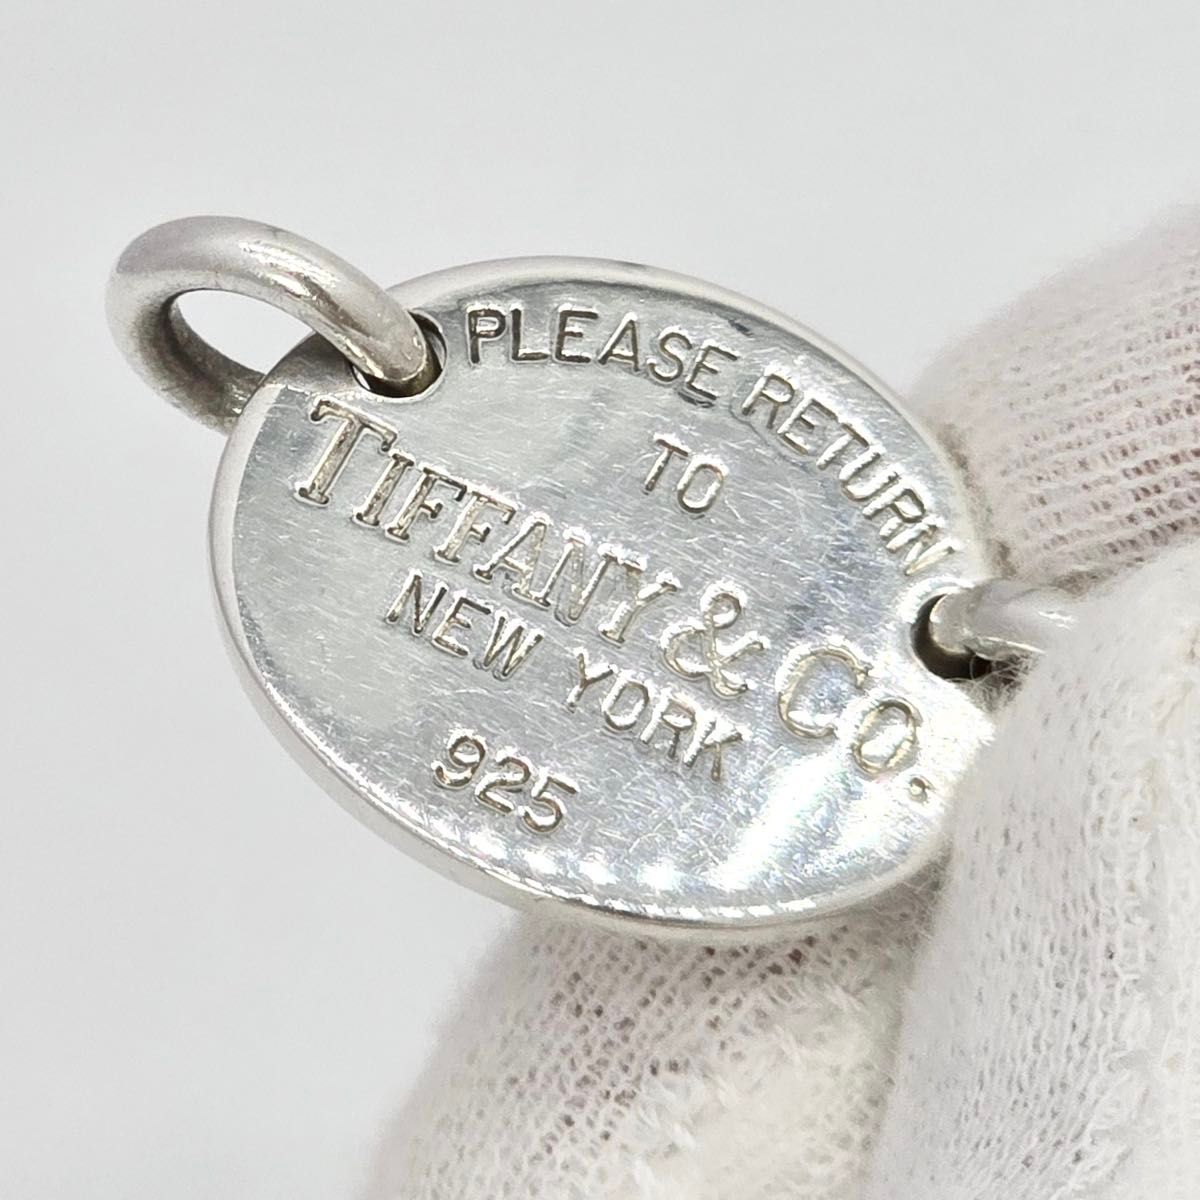 PLEASE RETURN
TO
TIFFANY & CO.
NEW YORK
925